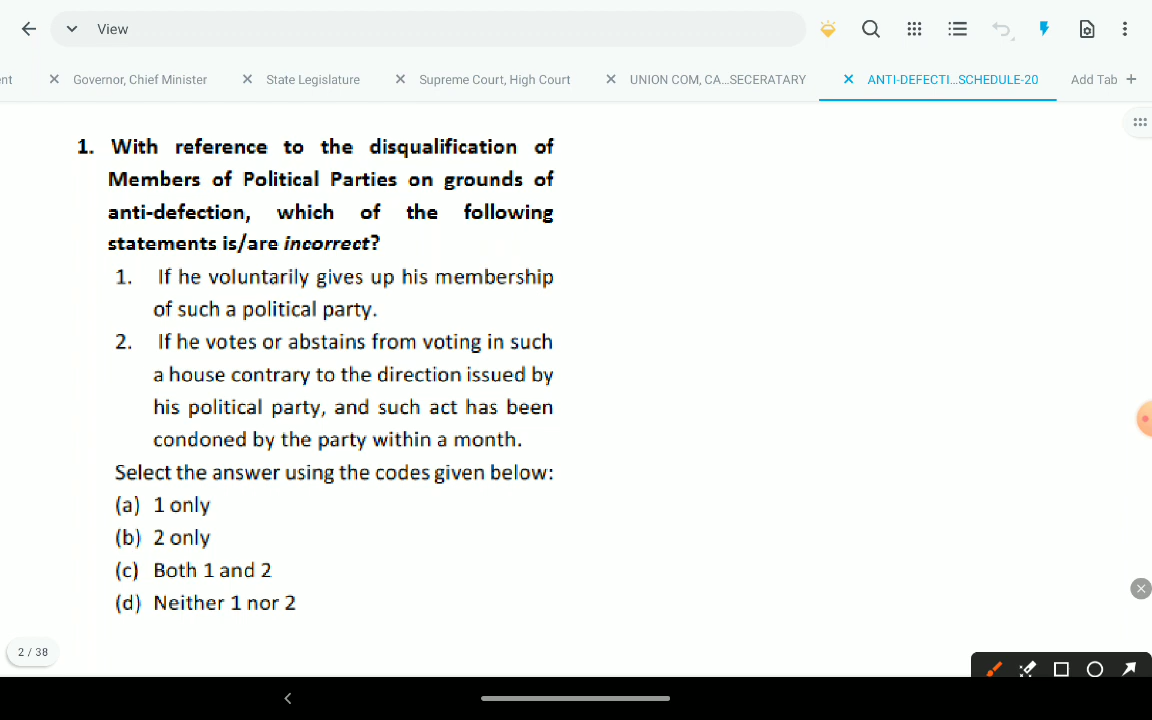 View
nt
Governor, Chief Minister
State Legislature
Supreme Court, High Court
UNION COM, CA...SECERATARY
ANTI-DEFECTI...SCHEDULE-20
Add Tab +
1. With reference to the disqualification of
Members of Political Parties on grounds of
anti-defection, which of the following
statements is/are incorrect?
1. If he voluntarily gives up his membership
of such a political party.
2. If he votes or abstains from voting in such
a house contrary to the direction issued by
his political party, and such act has been
condoned by the party within a month.
Select the answer using the codes given below:
(a) 1 only
(b) 2 only
(c) Both 1 and 2
(d) Neither 1 nor 2
2 / 38